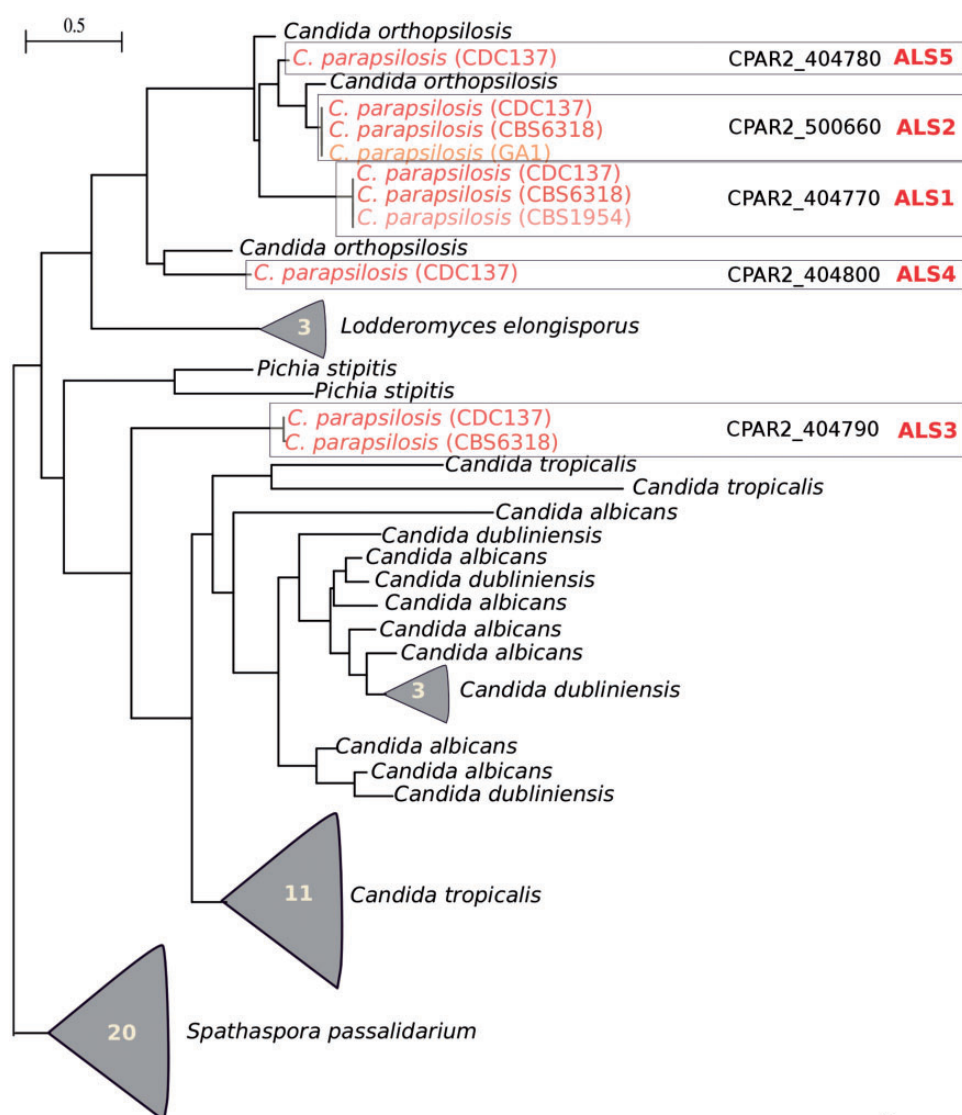 0.5
Candida orthopsilosis
C. parapsilosis (CDC137) CPAR2_404780 ALS5
Candida orthopsilosis
C. parapsilosis (CDC137)
C. parapsilosis (CBS6318) CPAR2_500660 ALS2
C. parapsilosis (GA1)
C. parapsilosis (CDC137)
C. parapsilosis (CBS6318) CPAR2_404770 ALS1
C. parapsilosis (CBS1954)
Candida orthopsilosis
C. parapsilosis (CDC137) CPAR2_404800 ALS4
3 Lodderomyces elongisporus
Pichia stipitis
Pichia stipitis
C. parapsilosis (CDC137) CPAR2_404790 ALS3
C. parapsilosis (CBS6318)
Candida tropicalis
Candida tropicalis
Candida albicans
Candida dubliniensis
Candida albicans
Candida dubliniensis
Candida albicans
Candida albicans
Candida albicans
3 Candida dubliniensis
Candida albicans
Candida albicans
Candida dubliniensis
11 Candida tropicalis
20 Spathaspora passalidarium